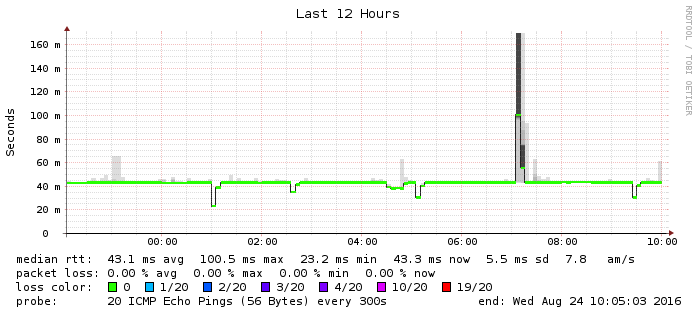 Last 12 Hours
RRDTOOL / TOBI OETIKER
Seconds
160 m
140 m
120 m
100 m
80 m
60 m
40 m
20 m
0
00:00 02:00 04:00 06:00 08:00 10:00
median rtt: 43.1 ms avg 100.5 ms max 23.2 ms min 43.3 ms now 5.5 ms sd 7.8 am/s
packet loss: 0.00 % avg 0.00 % max 0.00 % min 0.00 % now
loss color: 0 1/20 2/20 3/20 4/20 10/20 19/20
probe: 20 ICMP Echo Pings (56 Bytes) every 300s end: Wed Aug 24 10:05:03 2016